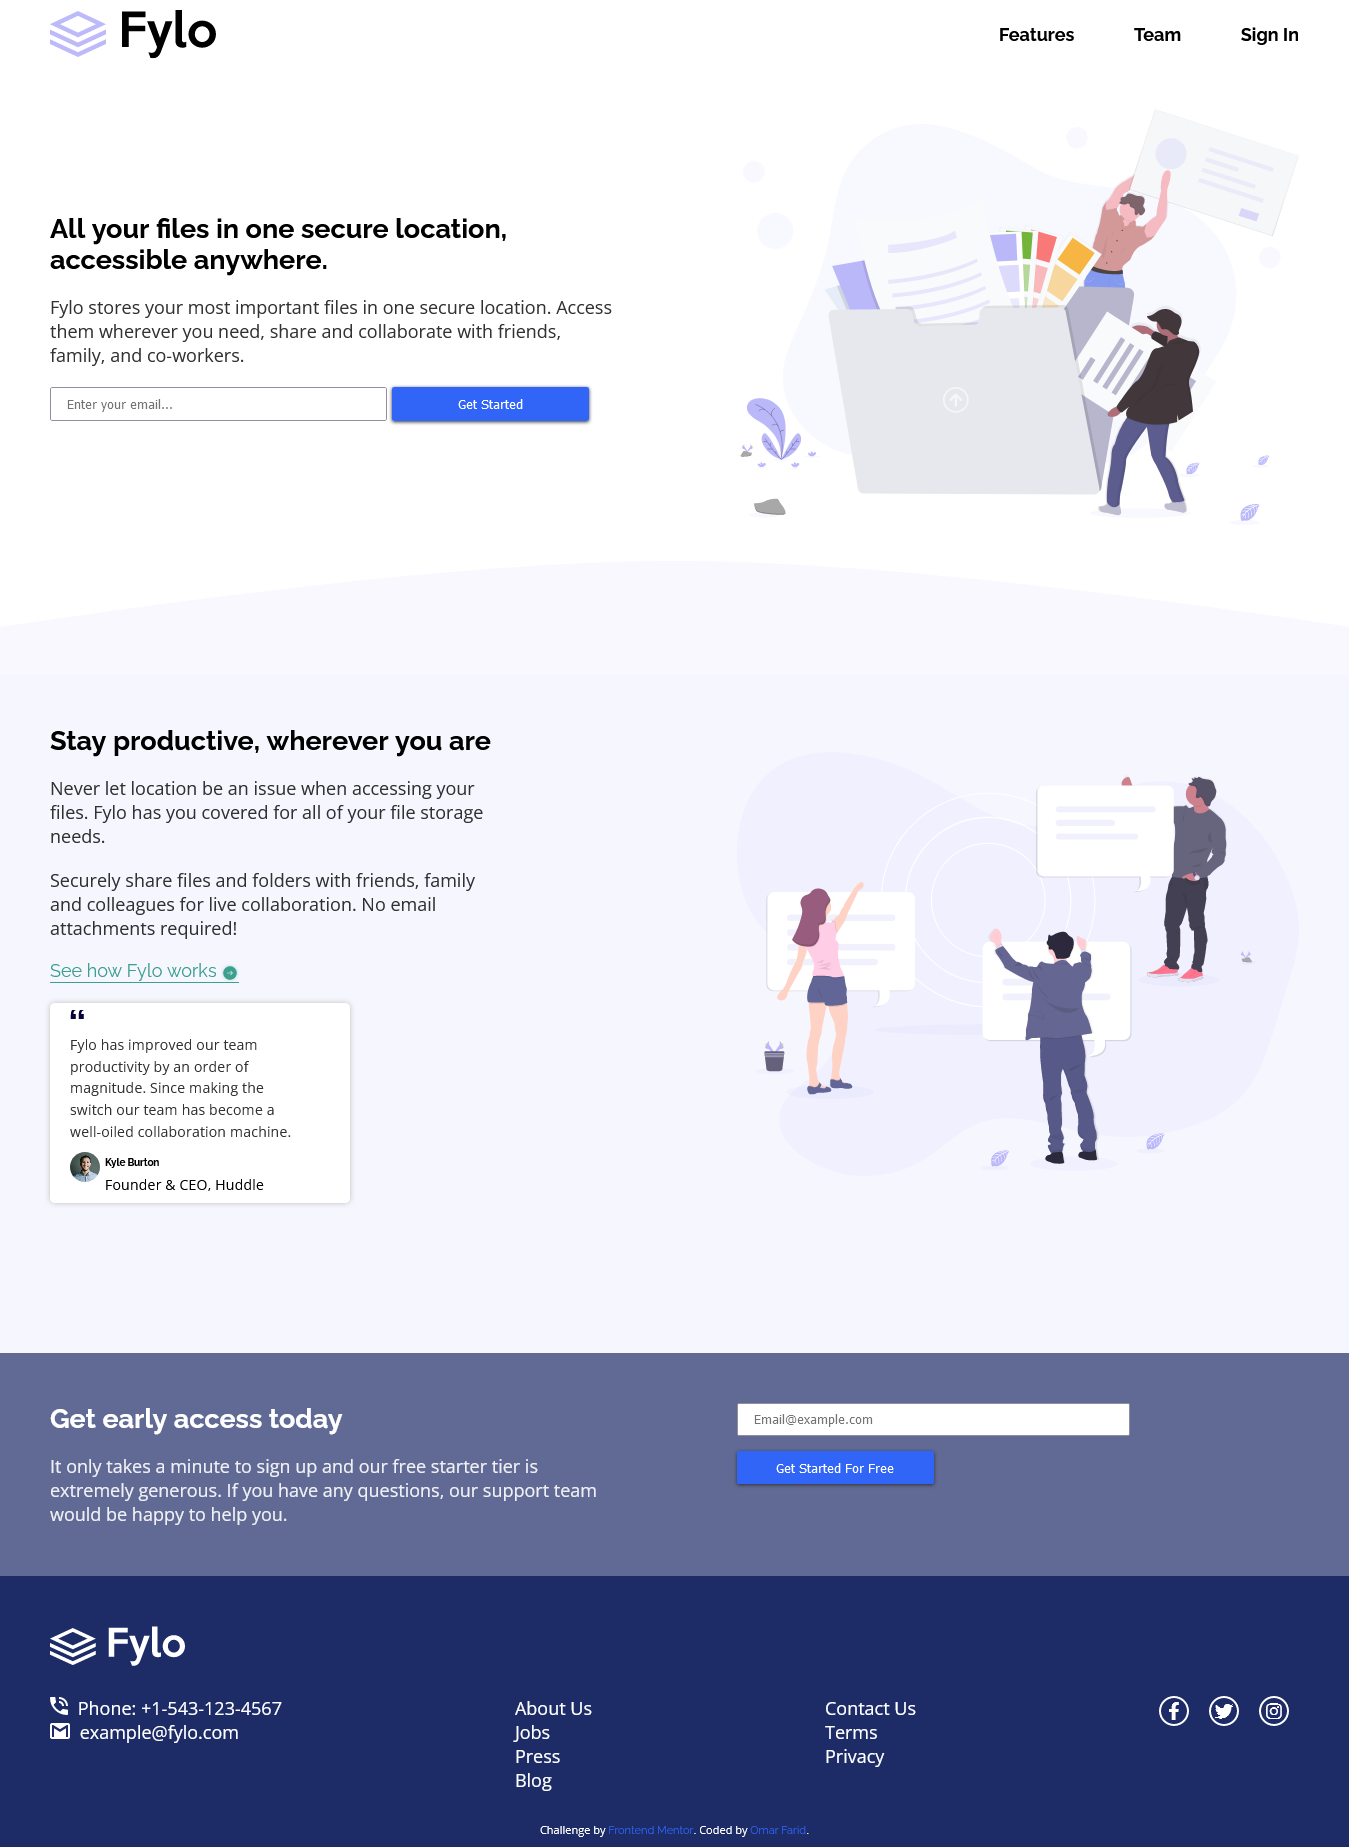 Fylo
Features Team Sign In
All your files in one secure location,
accessible anywhere.
Fylo stores your most important files in one secure location. Access
them wherever you need, share and collaborate with friends,
family, and co-workers.
Enter your email... Get Started
Stay productive, wherever you are
Never let location be an issue when accessing your
files. Fylo has you covered for all of your file storage
needs.
Securely share files and folders with friends, family
and colleagues for live collaboration. No email
attachments required!
See how Fylo works
“
Fylo has improved our team
productivity by an order of
magnitude. Since making the
switch our team has become a
well-oiled collaboration machine.
Kyle Burton
Founder & CEO, Huddle
Get early access today
It only takes a minute to sign up and our free starter tier is
extremely generous. If you have any questions, our support team
would be happy to help you.
Email@example.com
Get Started For Free
Fylo
Phone: +1-543-123-4567
example@fylo.com
About Us
Jobs
Press
Blog
Contact Us
Terms
Privacy
Challenge by Frontend Mentor. Coded by Omar Farid.